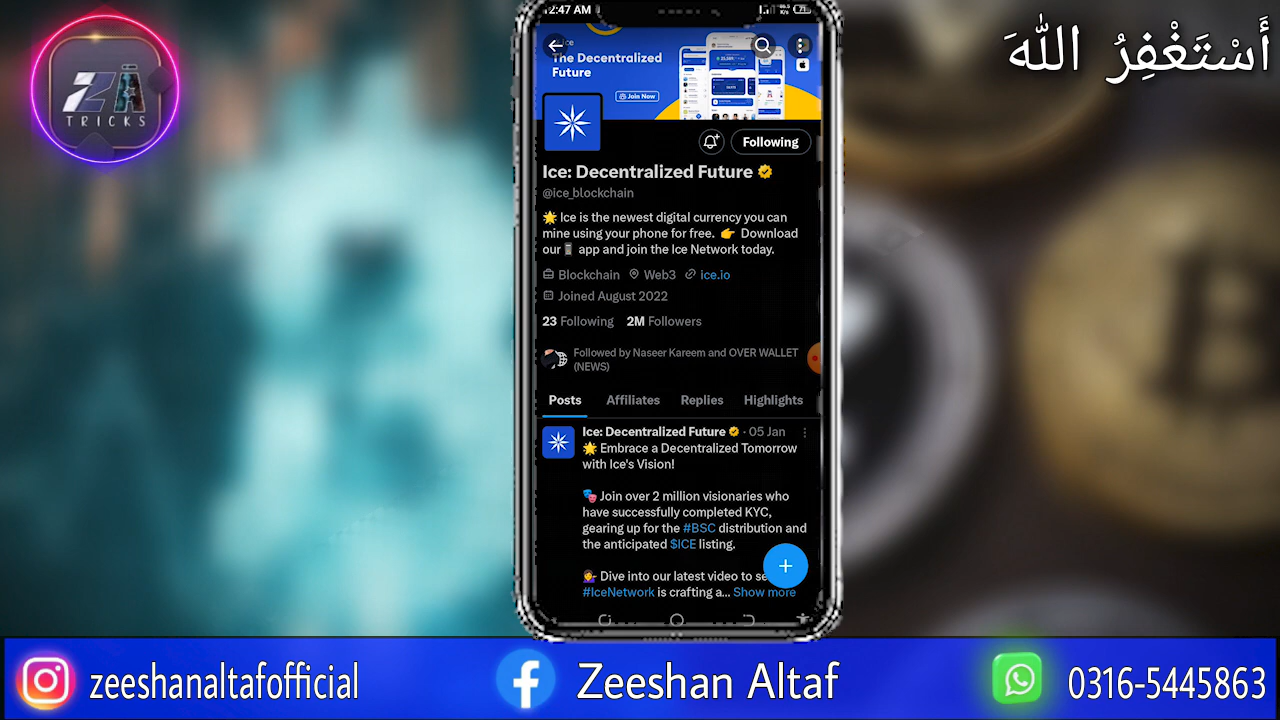 ZA
TRICKS
أَسْتَغْفِرُ اللّٰهَ
2:47 AM
71
The Decentralized
Future
Join Now
Following
Ice: Decentralized Future
@ice_blockchain
🌟 Ice is the newest digital currency you can
mine using your phone for free. 👉 Download
our📱 app and join the Ice Network today.
Blockchain Web3 ice.io
Joined August 2022
23 Following 2M Followers
Followed by Naseer Kareem and OVER WALLET
(NEWS)
Posts Affiliates Replies Highlights
Ice: Decentralized Future · 05 Jan
🌟 Embrace a Decentralized Tomorrow
with Ice's Vision!
🎭 Join over 2 million visionaries who
have successfully completed KYC,
gearing up for the #BSC distribution and
the anticipated $ICE listing.
💁‍♀️ Dive into our latest video to se
#IceNetwork is crafting a... Show more
zeeshanaltafofficial
Zeeshan Altaf
0316-5445863